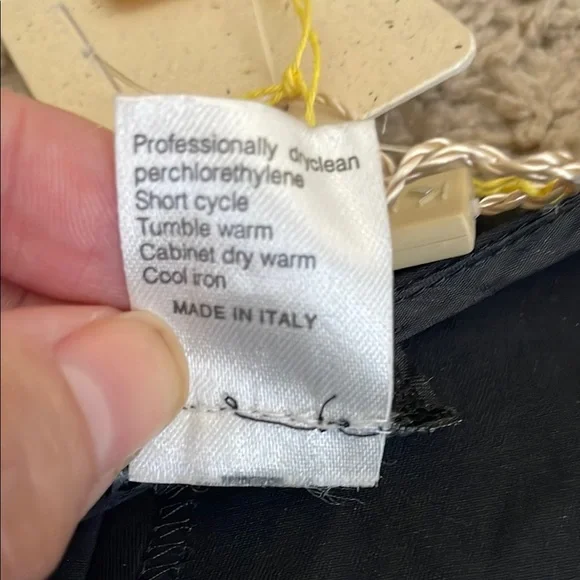 Professionally dryclean
perchlorethylene
Short cycle
Tumble warm
Cabinet dry warm
Cool iron
MADE IN ITALY